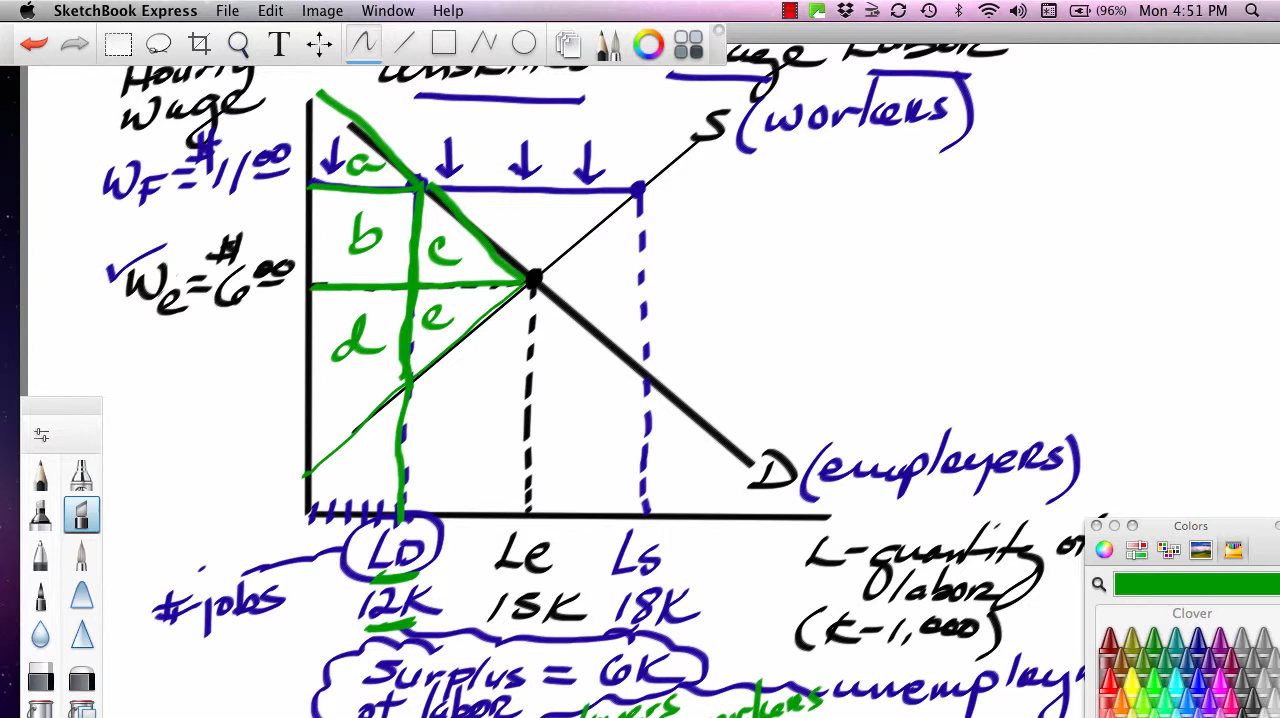 SketchBook Express File Edit Image Window Help (96%) Mon 4:51 PM
Hourly
Wage
Labor
S (workers)
WF = $11 00
a
b
c
We = $6 00
d
e
D (employers)
LD Le Ls
# jobs
12K 15K 18K
L - quantity of
labor
(K - 1,000)
Surplus = 6K
of labor
workers
Colors
Clover